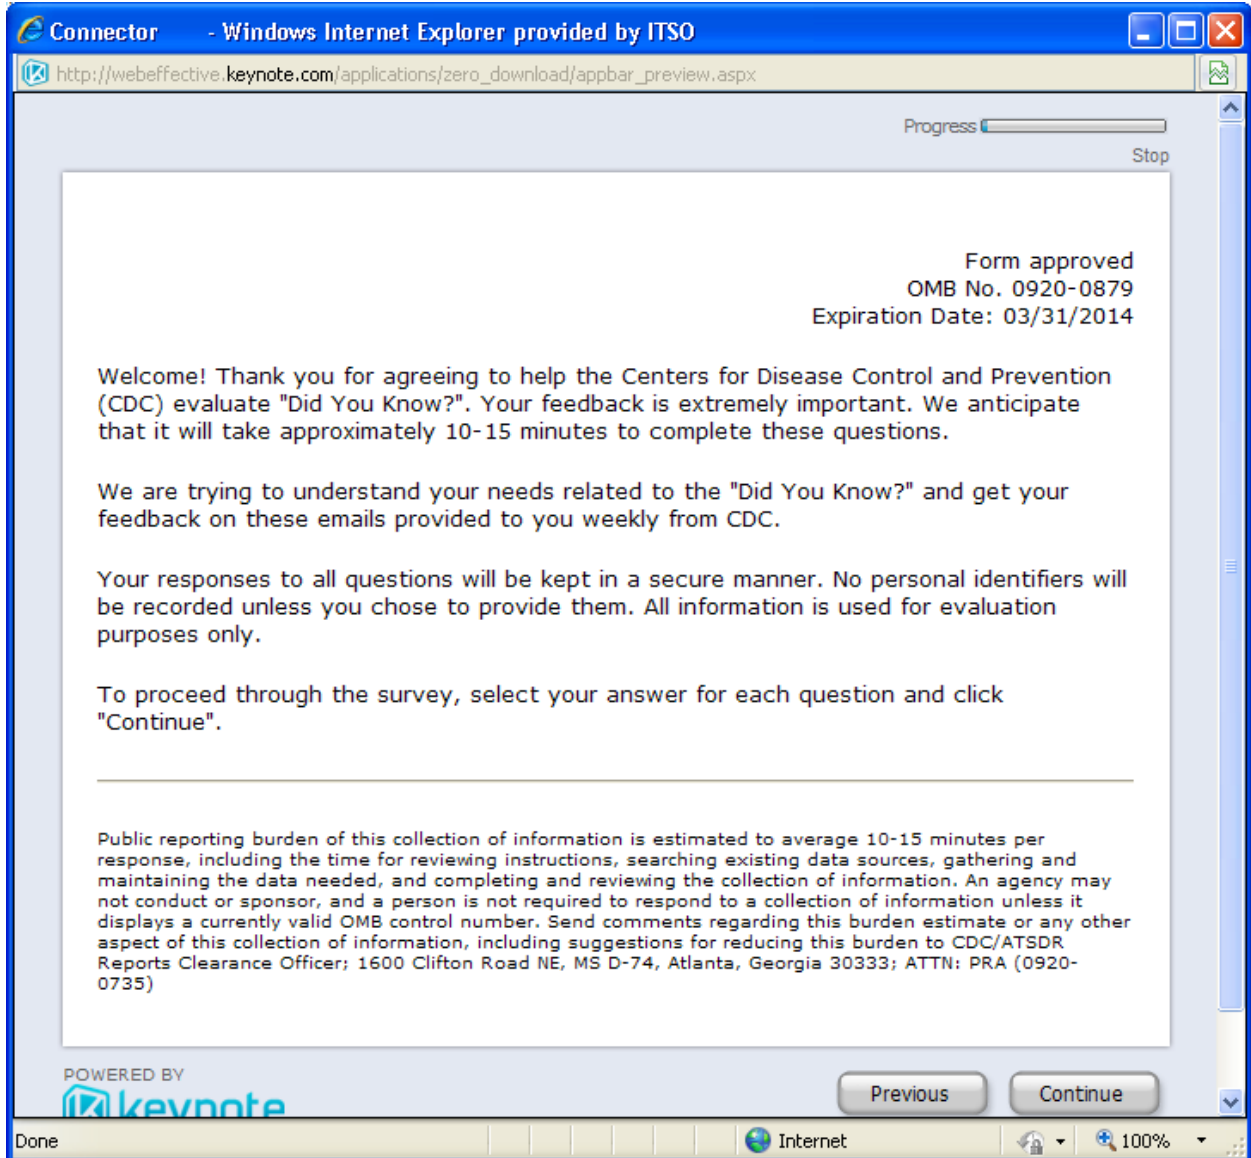 Connector - Windows Internet Explorer provided by ITSO
http://webeffective.keynote.com/applications/zero_download/appbar_preview.aspx
Progress
Stop
Form approved
OMB No. 0920-0879
Expiration Date: 03/31/2014
Welcome! Thank you for agreeing to help the Centers for Disease Control and Prevention
(CDC) evaluate "Did You Know?". Your feedback is extremely important. We anticipate
that it will take approximately 10-15 minutes to complete these questions.
We are trying to understand your needs related to the "Did You Know?" and get your
feedback on these emails provided to you weekly from CDC.
Your responses to all questions will be kept in a secure manner. No personal identifiers will
be recorded unless you chose to provide them. All information is used for evaluation
purposes only.
To proceed through the survey, select your answer for each question and click
"Continue".
Public reporting burden of this collection of information is estimated to average 10-15 minutes per
response, including the time for reviewing instructions, searching existing data sources, gathering and
maintaining the data needed, and completing and reviewing the collection of information. An agency may
not conduct or sponsor, and a person is not required to respond to a collection of information unless it
displays a currently valid OMB control number. Send comments regarding this burden estimate or any other
aspect of this collection of information, including suggestions for reducing this burden to CDC/ATSDR
Reports Clearance Officer; 1600 Clifton Road NE, MS D-74, Atlanta, Georgia 30333; ATTN: PRA (0920-
0735)
POWERED BY
keynote
Previous
Continue
Done
Internet
100%